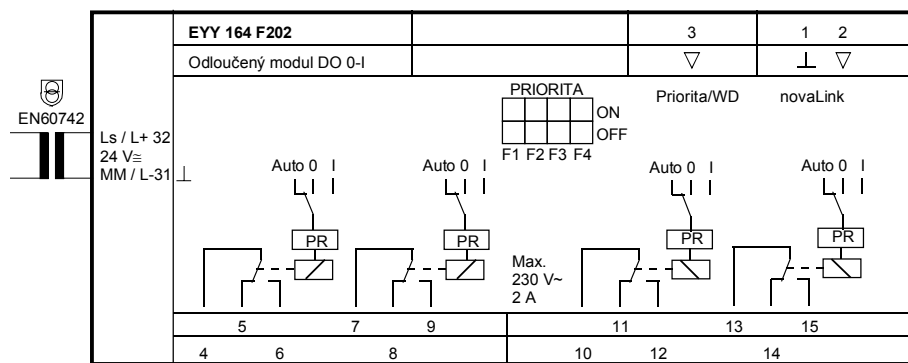 EYY 164 F202 3 1 2
Odloučený modul DO 0-I
PRIORITA
ON
OFF
F1 F2 F3 F4
Priorita/WD
novaLink
EN60742
Ls / L+ 32
24 V≅
MM / L-31
Auto 0 I
Auto 0 I
Auto 0 I
Auto 0 I
PR
PR
PR
PR
Max.
230 V~
2 A
5 7 9 11 13 15
4 6 8 10 12 14